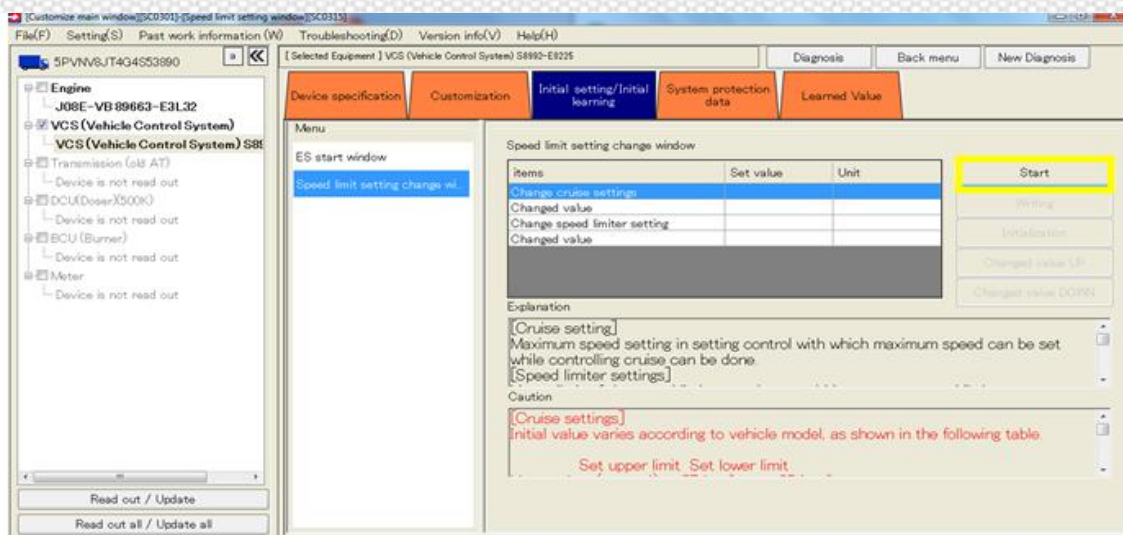 [Customize main window][SC0301]-[Speed limit setting window][SC0315]
File(F) Setting(S) Past work information (W) Troubleshooting(D) Version info(V) Help(H)
5PVNV8JT4G4S53890
[ Selected Equipment ] VCS (Vehicle Control System) S8992-E0225
Diagnosis
Back menu
New Diagnosis
Engine
J08E-VB 89663-E3L32
VCS (Vehicle Control System)
VCS (Vehicle Control System) S89
Transmission (old AT)
Device is not read out
DCU(Doser)(500K)
Device is not read out
BCU (Burner)
Device is not read out
Meter
Device is not read out
Read out / Update
Read out all / Update all
Device specification
Customization
Initial setting/Initial learning
System protection data
Learned Value
Menu
ES start window
Speed limit setting change wi...
Speed limit setting change window
items Set value Unit
Change cruise settings
Changed value
Change speed limiter setting
Changed value
Start
Writing
Initialization
Changed value UP
Changed value DOWN
Explanation
[Cruise setting]
Maximum speed setting in setting control with which maximum speed can be set
while controlling cruise can be done.
[Speed limiter settings]
Caution
[Cruise settings]
Initial value varies according to vehicle model, as shown in the following table.
Set upper limit Set lower limit